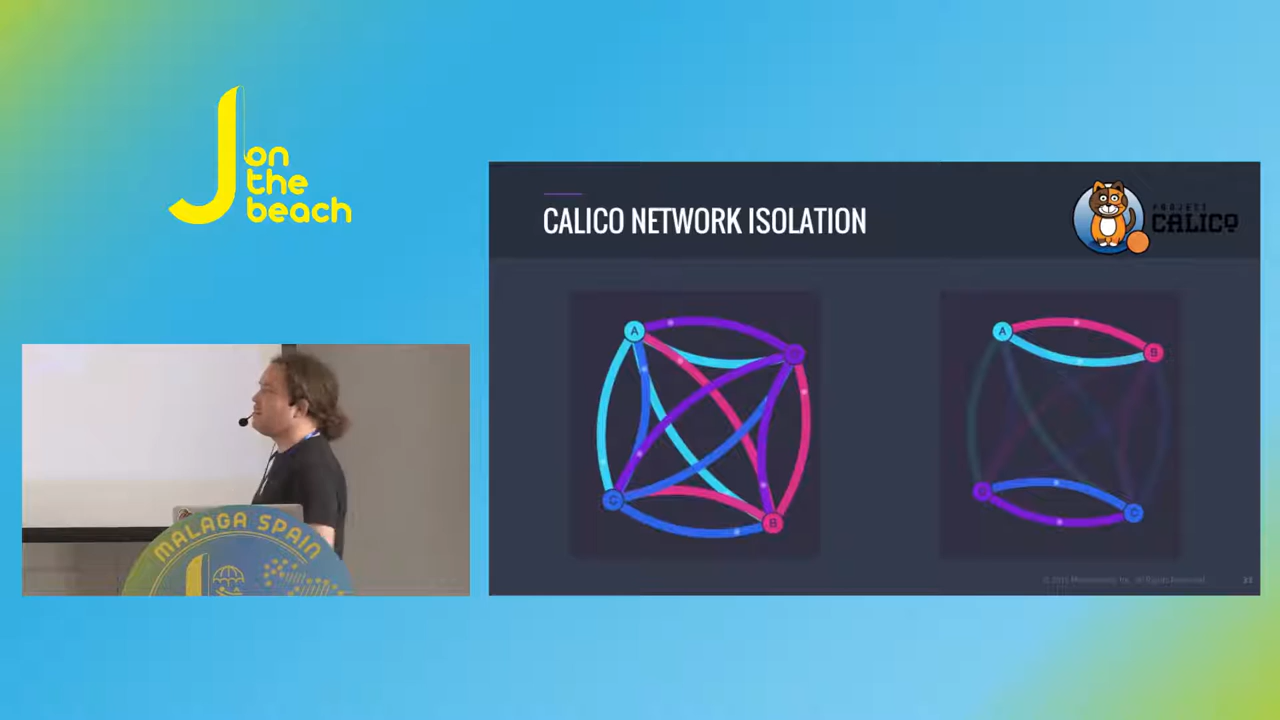 on
the
beach
MALAGA SPAIN
CALICO NETWORK ISOLATION
PROJECT
CALICO
A
C
B
A
B
C